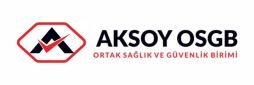 AKSOY OSGB
ORTAK SAĞLIK VE GÜVENLİK BİRİMİ